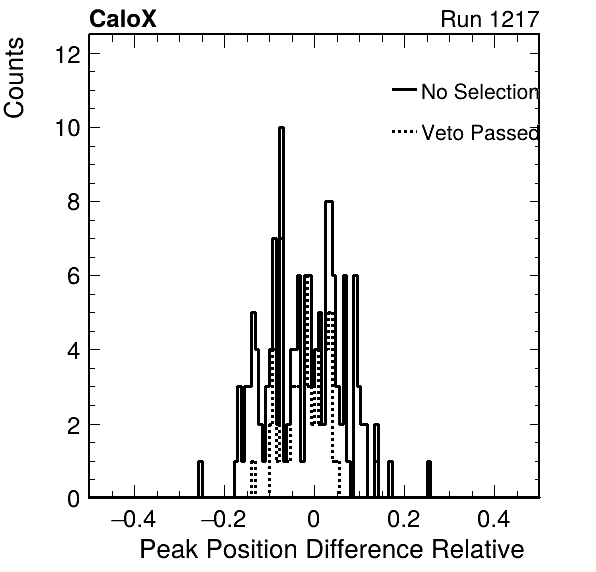 CaloX Run 1217
Counts
12
10
8
6
4
2
0
No Selection
Veto Passed
−0.4 −0.2 0 0.2 0.4
Peak Position Difference Relative